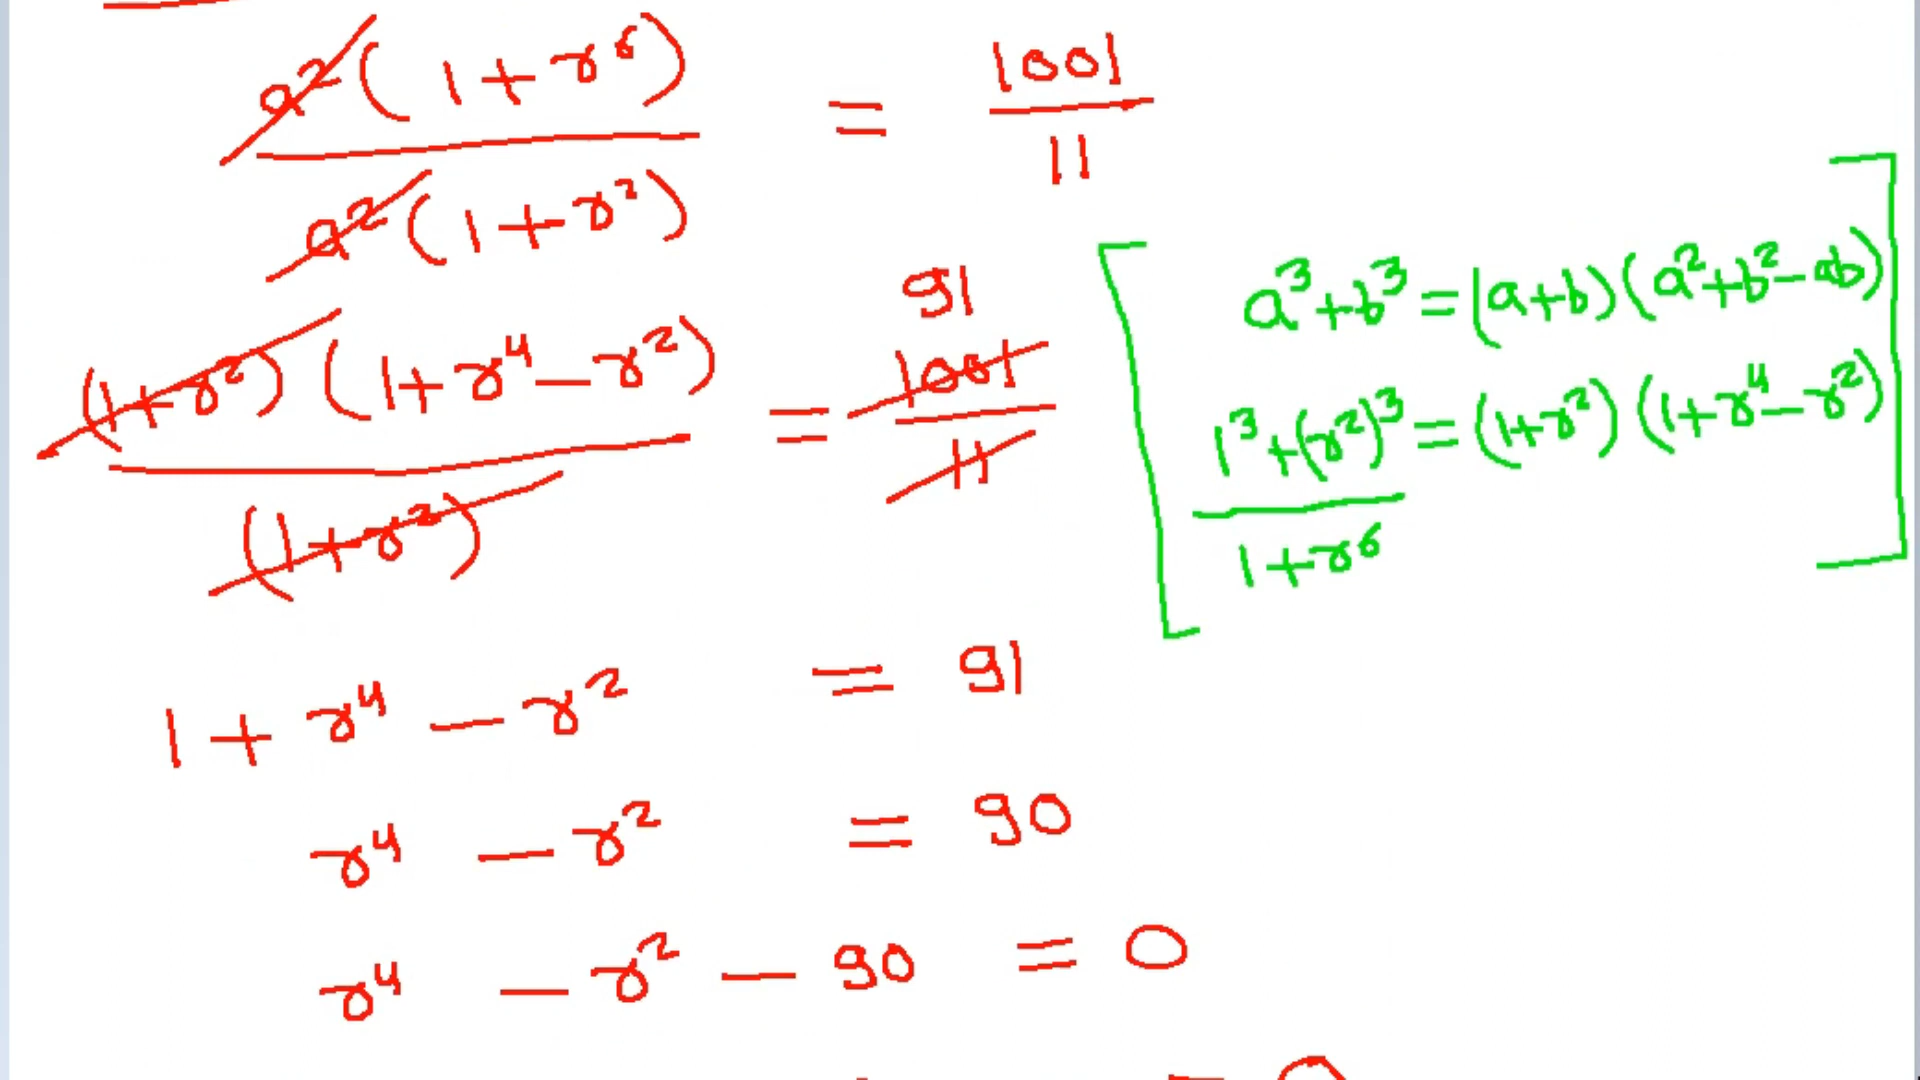 a²(1+r⁶) / a²(1+r²) = 1001 / 11
(1+r²)(1+r⁴-r²) / (1+r²) = 1001 / 11
91
1+r⁴-r² = 91
r⁴-r² = 90
r⁴-r²-90 = 0
a³+b³=(a+b)(a²+b²-ab)
1³+(r²)³=(1+r²)(1+r⁴-r²)
1+r⁶